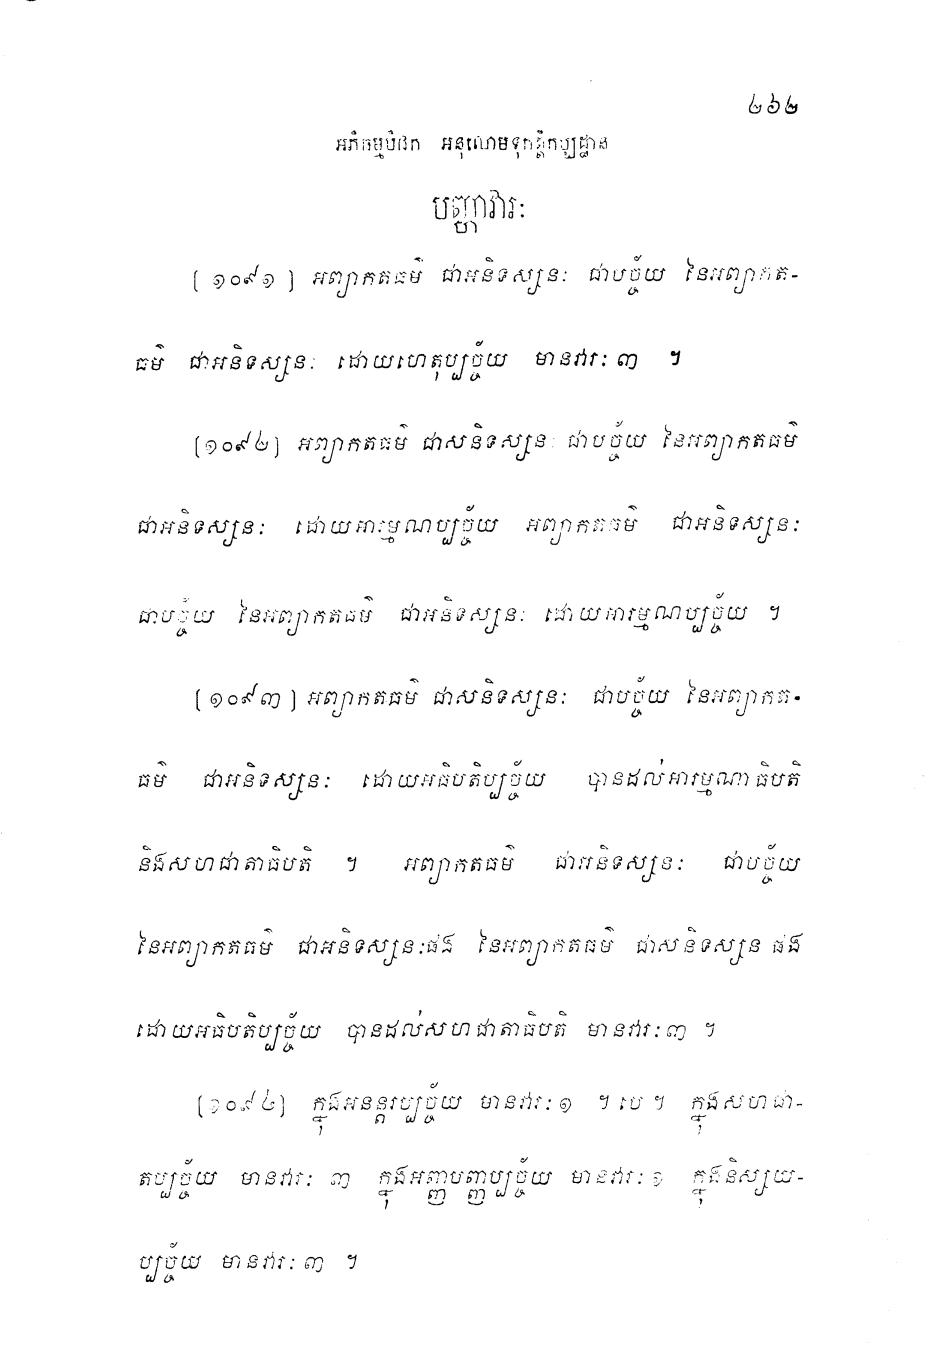 ២៦២
អភិធម្មបិដក អនុលោមទុកត្តិកប្បដ្ឋាន
បញ្ហាវារៈ
[១០៩១] អព្យាកតធម៌ ជាអនិទស្សនៈ ជាបច្ច័យ នៃអព្យាកត-
ធម៌ ជាអនិទស្សនៈ ដោយហេតុប្បច្ច័យ មានវារៈ៣ ។
[១០៩២] អព្យាកតធម៌ ជាសនិទស្សនៈ ជាបច្ច័យ នៃអព្យាកតធម៌
ជាអនិទស្សនៈ ដោយអារម្មណប្បច្ច័យ អព្យាកតធម៌ ជាអនិទស្សនៈ
ជាបច្ច័យ នៃអព្យាកតធម៌ ជាអនិទស្សនៈ ដោយអារម្មណប្បច្ច័យ ។
[១០៩៣] អព្យាកតធម៌ ជាសនិទស្សនៈ ជាបច្ច័យ នៃអព្យាកត-
ធម៌ ជាអនិទស្សនៈ ដោយអធិបតិប្បច្ច័យ បានដល់អារម្មណាធិបតិ
និងសហជាតាធិបតិ ។ អព្យាកតធម៌ ជាអនិទស្សនៈ ជាបច្ច័យ
នៃអព្យាកតធម៌ ជាអនិទស្សនៈផង នៃអព្យាកតធម៌ ជាសនិទស្សន ផង
ដោយអធិបតិប្បច្ច័យ បានដល់សហជាតាធិបតិ មានវារៈ៣ ។
[១០៩៤] ក្នុងអនន្តរប្បច្ច័យ មានវារៈ១ ។បេ។ ក្នុងសហជា-
តប្បច្ច័យ មានវារៈ ៣ ក្នុងអញ្ញមញ្ញប្បច្ច័យ មានវារៈ១ ក្នុងនិស្សយ-
ប្បច្ច័យ មានវារៈ៣ ។